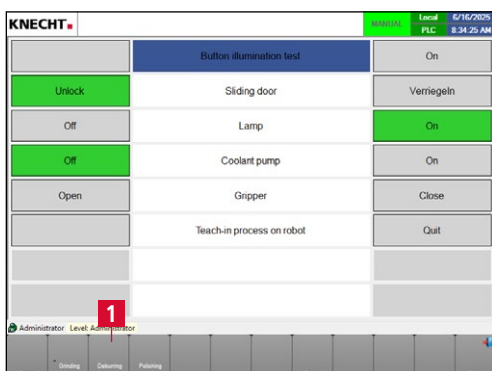 KNECHT
MANUAL
Local 6/16/2025
PLC 8:34:25 AM
Button illumination test On
Unlock Sliding door Verriegeln
Off Lamp On
Off Coolant pump On
Open Gripper Close
Teach-in process on robot Quit
1
Administrator Level: Administrator
Grinding Deburring Polishing